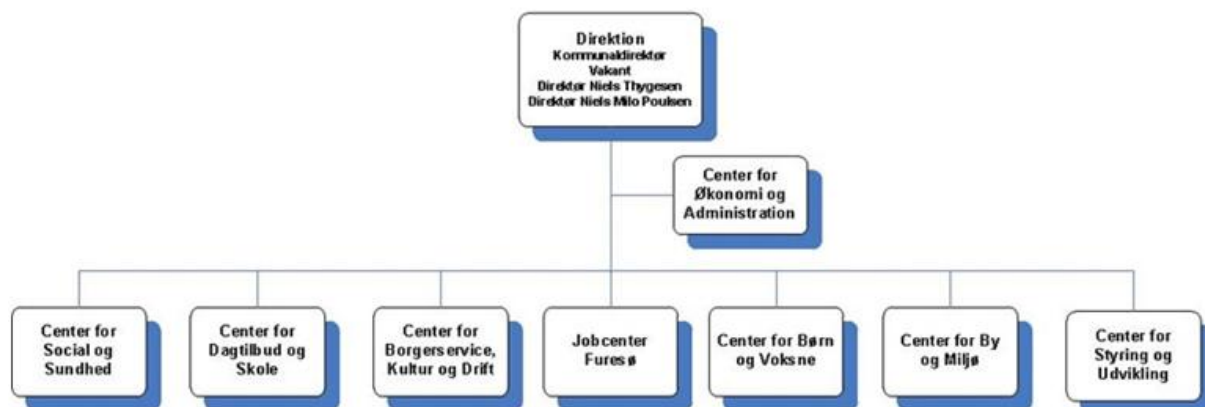 Direktion
Kommunaldirektør
Vakant
Direktør Niels Thygesen
Direktør Niels Milo Poulsen
Center for
Økonomi og
Administration
Center for
Social og
Sundhed
Center for
Dagtilbud og
Skole
Center for
Borgerservice,
Kultur og Drift
Jobcenter
Furesø
Center for Børn
og Voksne
Center for By
og Miljø
Center for
Styring og
Udvikling